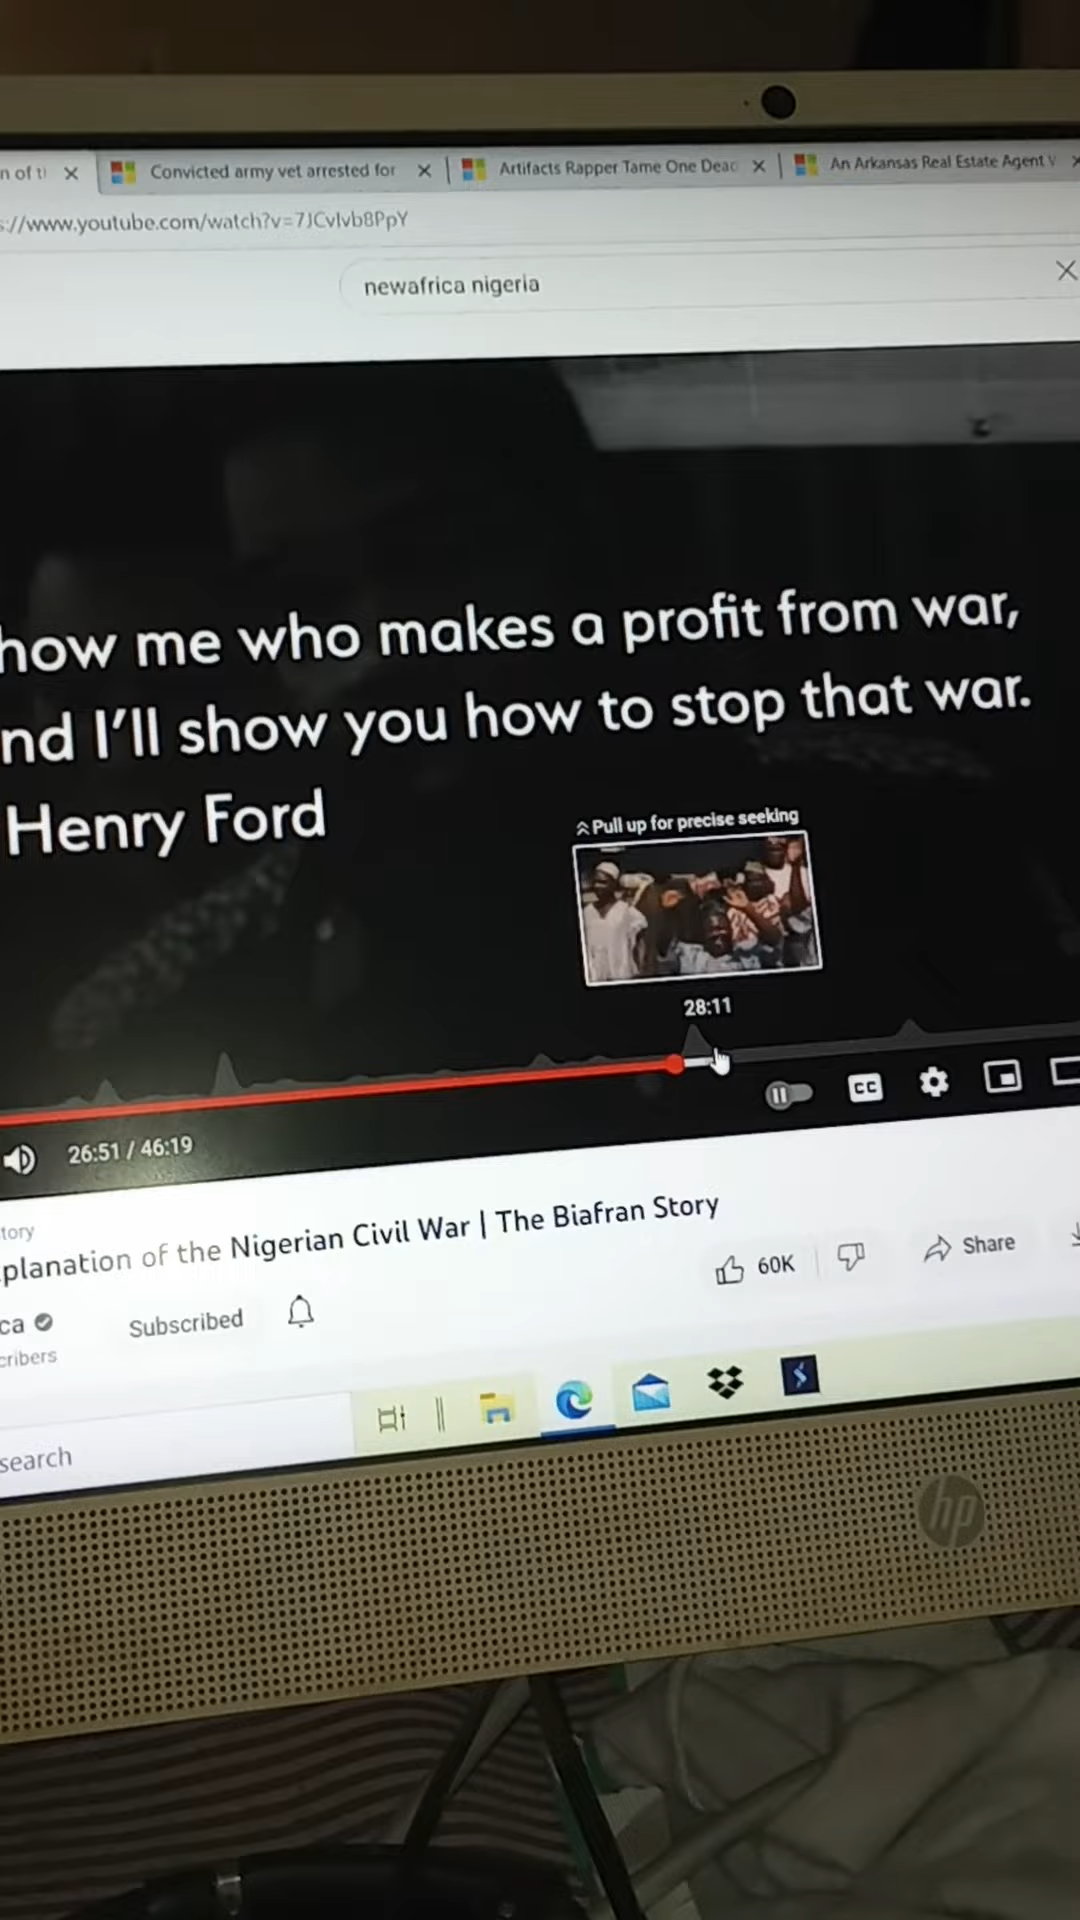 n of
Convicted army vet arrested for
Artifacts Rapper Tame One Dead
An Arkansas Real Estate Agent
://www.youtube.com/watch?v=7JCvIvb8PpY
newafrica nigeria
how me who makes a profit from war,
nd I'll show you how to stop that war.
Henry Ford
Pull up for precise seeking
28:11
CC
26:51 / 46:19
tory
planation of the Nigerian Civil War | The Biafran Story
60K
Share
ca
Subscribed
cribers
search
hp